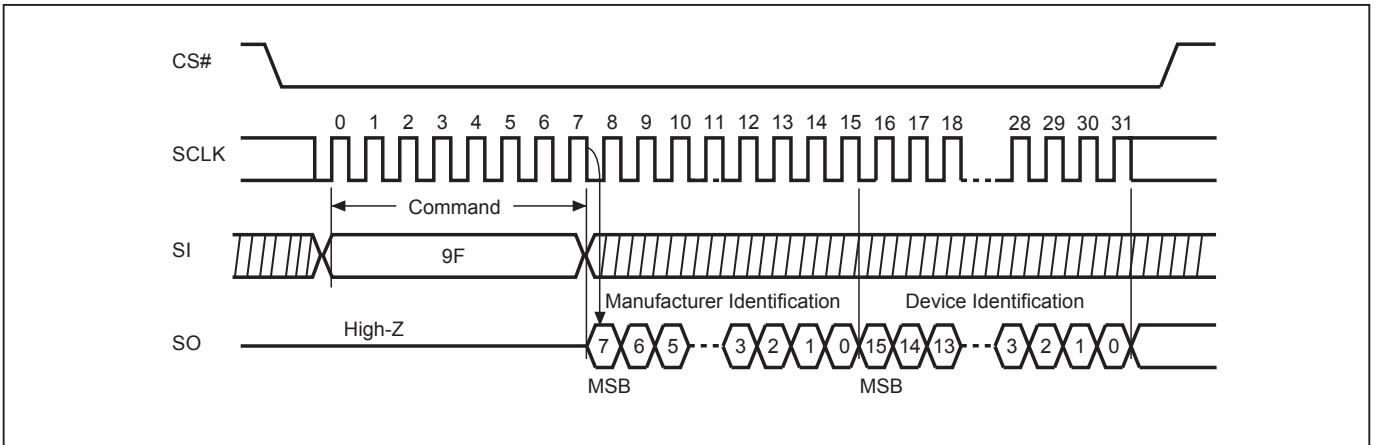 CS#
0 1 2 3 4 5 6 7 8 9 10 11 12 13 14 15 16 17 18 28 29 30 31
SCLK
Command
SI
9F
Manufacturer Identification Device Identification
High-Z
SO
7 6 5 3 2 1 0 15 14 13 3 2 1 0
MSB MSB